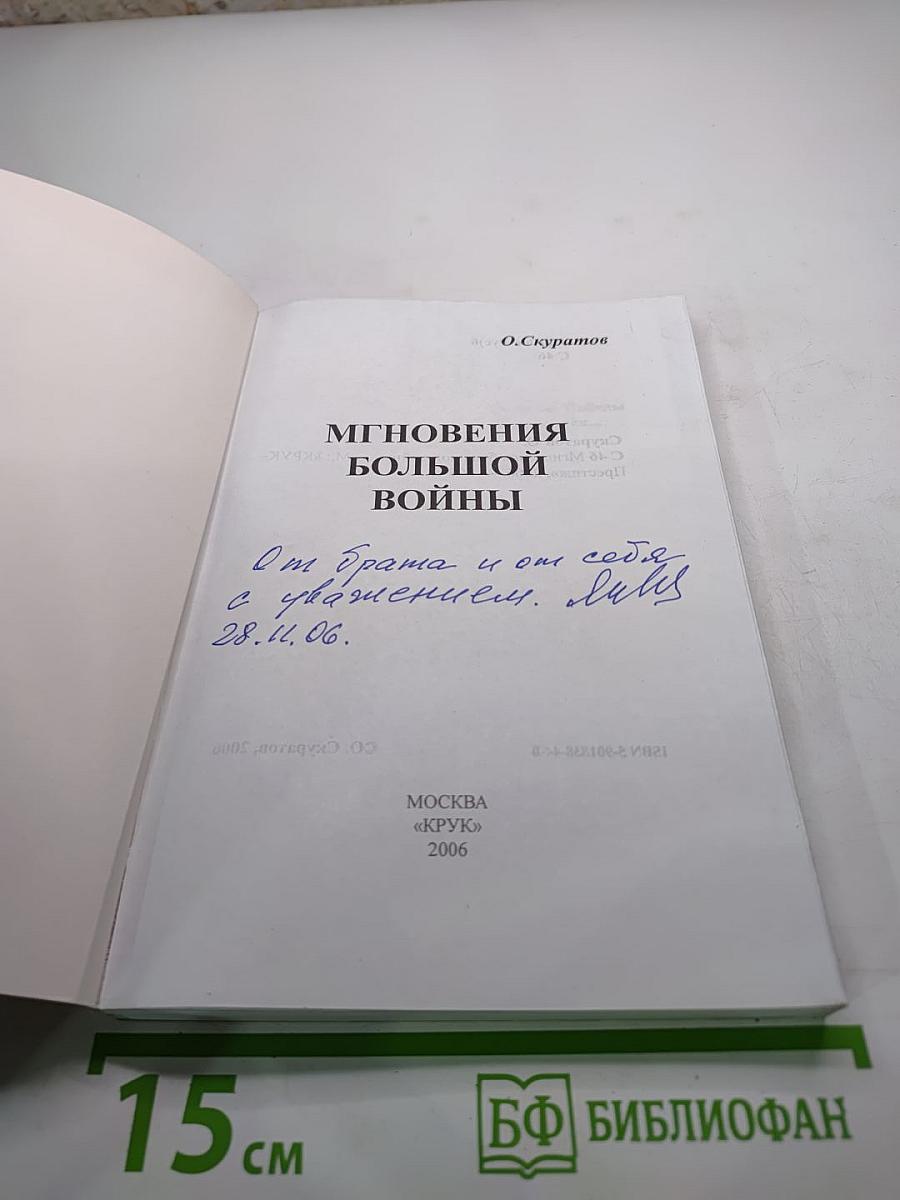 О.Скуратов
МГНОВЕНИЯ
БОЛЬШОЙ
ВОЙНЫ
От брата и от себя
с уважением.
28.11.06.
МОСКВА
«КРУК»
2006
15 см
БФ БИБЛИОФАН